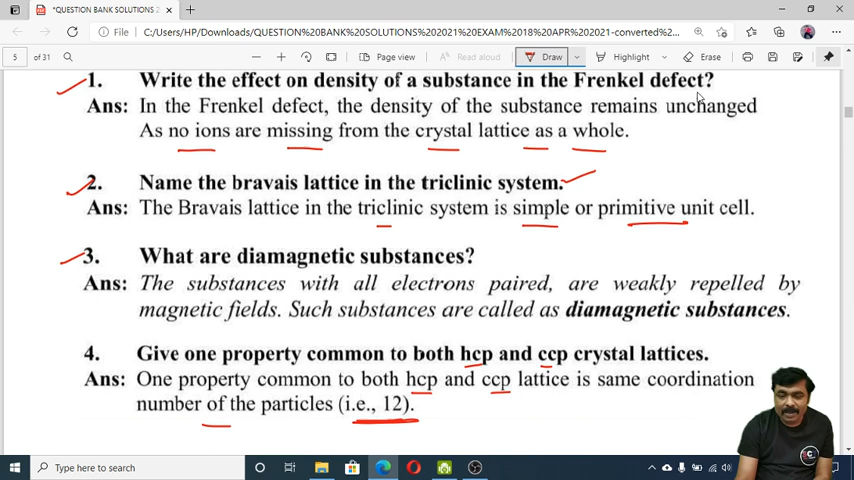 *QUESTION BANK SOLUTIONS 2
File
C:/Users/HP/Downloads/QUESTION%20BANK%20SOLUTIONS%202021%20EXAM%2018%20APR%202021-converted%2...
5 of 31
Page view
Read aloud
Draw
Highlight
Erase
1. Write the effect on density of a substance in the Frenkel defect?
Ans: In the Frenkel defect, the density of the substance remains unchanged
As no ions are missing from the crystal lattice as a whole.
2. Name the bravais lattice in the triclinic system.
Ans: The Bravais lattice in the triclinic system is simple or primitive unit cell.
3. What are diamagnetic substances?
Ans: The substances with all electrons paired, are weakly repelled by
magnetic fields. Such substances are called as diamagnetic substances.
4. Give one property common to both hcp and ccp crystal lattices.
Ans: One property common to both hcp and ccp lattice is same coordination
number of the particles (i.e., 12).
Type here to search